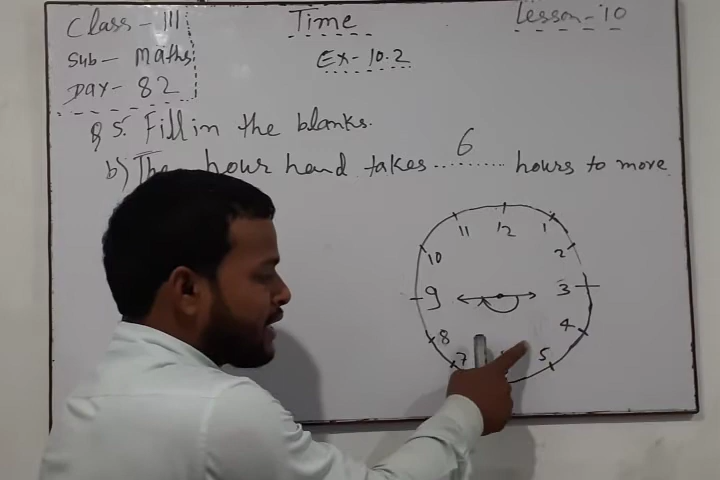 Class - III
Sub - Maths
Day - 82
Time
Ex - 10.2
Lesson - 10
Q 5. Fill in the blanks.
b) The hour hand takes ...6... hours to move
11 12 1
10 2
9 3
8 4
7 5